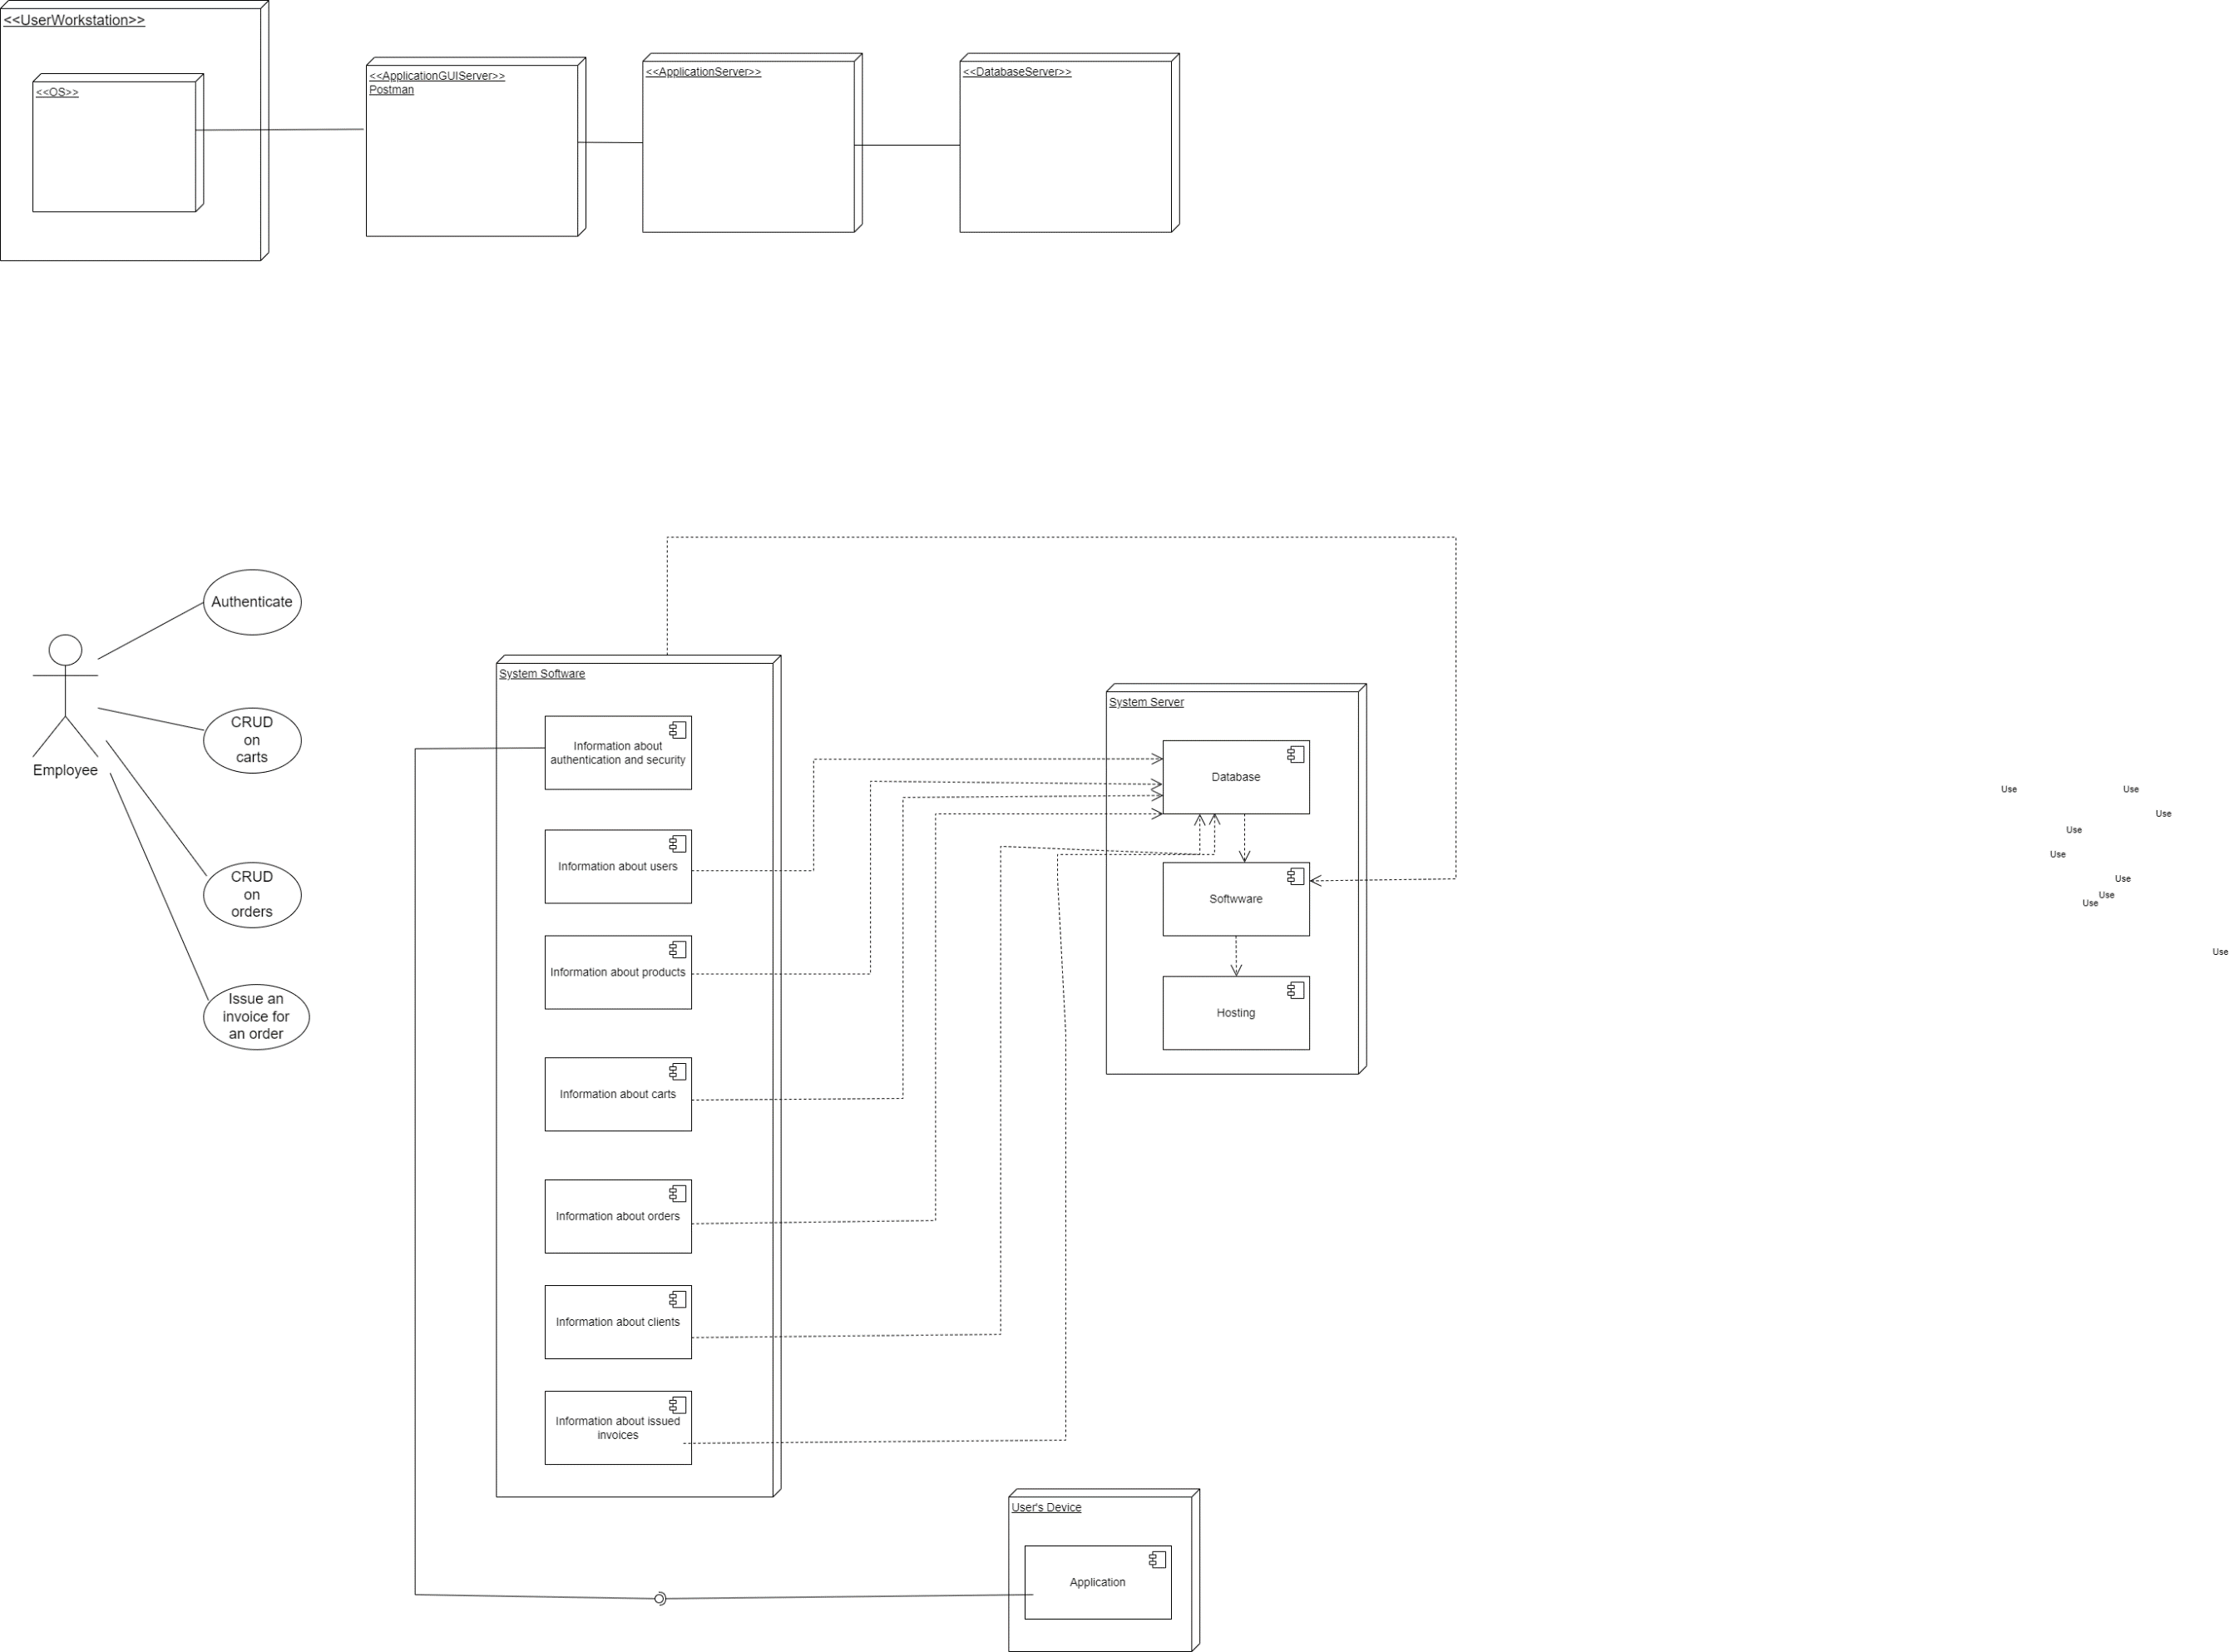 <<UserWorkstation>>
<<OS>>
<<ApplicationGUIServer>>
Postman
<<ApplicationServer>>
<<DatabaseServer>>
Authenticate
CRUD
on
carts
Employee
CRUD
on
orders
Issue an
invoice for
an order
System Software
Information about
authentication and security
Information about users
Information about products
Information about carts
Information about orders
Information about clients
Information about issued
invoices
System Server
Database
Softwware
Hosting
User's Device
Application
Use
Use
Use
Use
Use
Use
Use
Use
Use